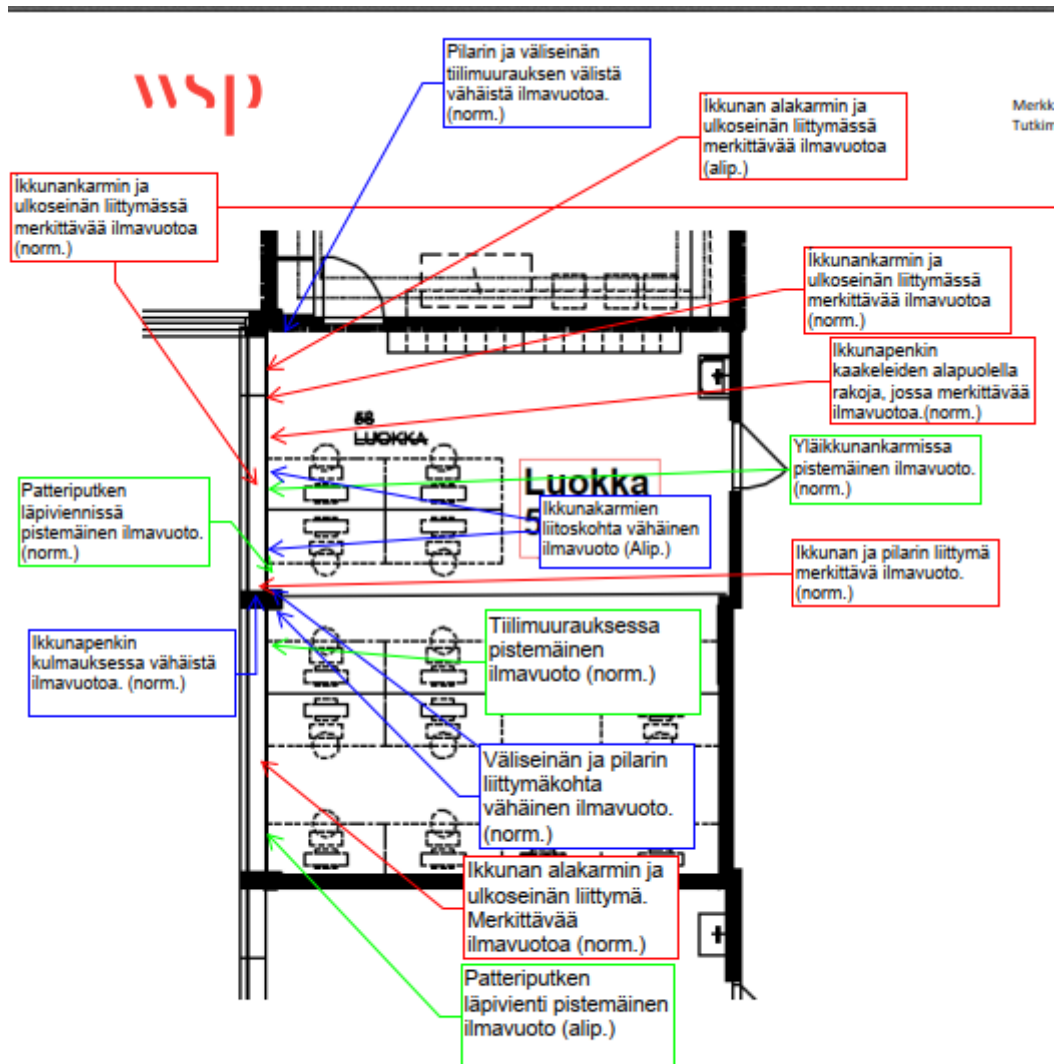 wsp
Pilarin ja väliseinän
tiilimuurauksen välistä
vähäistä ilmavuotoa.
(norm.)
Ikkunan alakarmin ja
ulkoseinän liittymässä
merkittävää ilmavuotoa
(alip.)
Merkk
Tutkim
Ikkunankarmin ja
ulkoseinän liittymässä
merkittävää ilmavuotoa
(norm.)
Ikkunankarmin ja
ulkoseinän liittymässä
merkittävää ilmavuotoa
(norm.)
Ikkunapenkin
kaakeleiden alapuolella
rakoja, jossa merkittävää
ilmavuotoa.(norm.)
58
LUOKKA
Yläikkunankarmissa
pistemäinen ilmavuoto.
(norm.)
Luokka
5
Patteriputken
läpiviennissä
pistemäinen ilmavuoto.
(norm.)
Ikkunakarmien
liitoskohta vähäinen
ilmavuoto (Alip.)
Ikkunan ja pilarin liittymä
merkittävä ilmavuoto.
(norm.)
Ikkunapenkin
kulmauksessa vähäistä
ilmavuotoa. (norm.)
Tiilimuurauksessa
pistemäinen
ilmavuoto (norm.)
Väliseinän ja pilarin
liittymäkohta
vähäinen ilmavuoto.
(norm.)
Ikkunan alakarmin ja
ulkoseinän liittymä.
Merkittävää
ilmavuotoa (norm.)
Patteriputken
läpivienti pistemäinen
ilmavuoto (alip.)